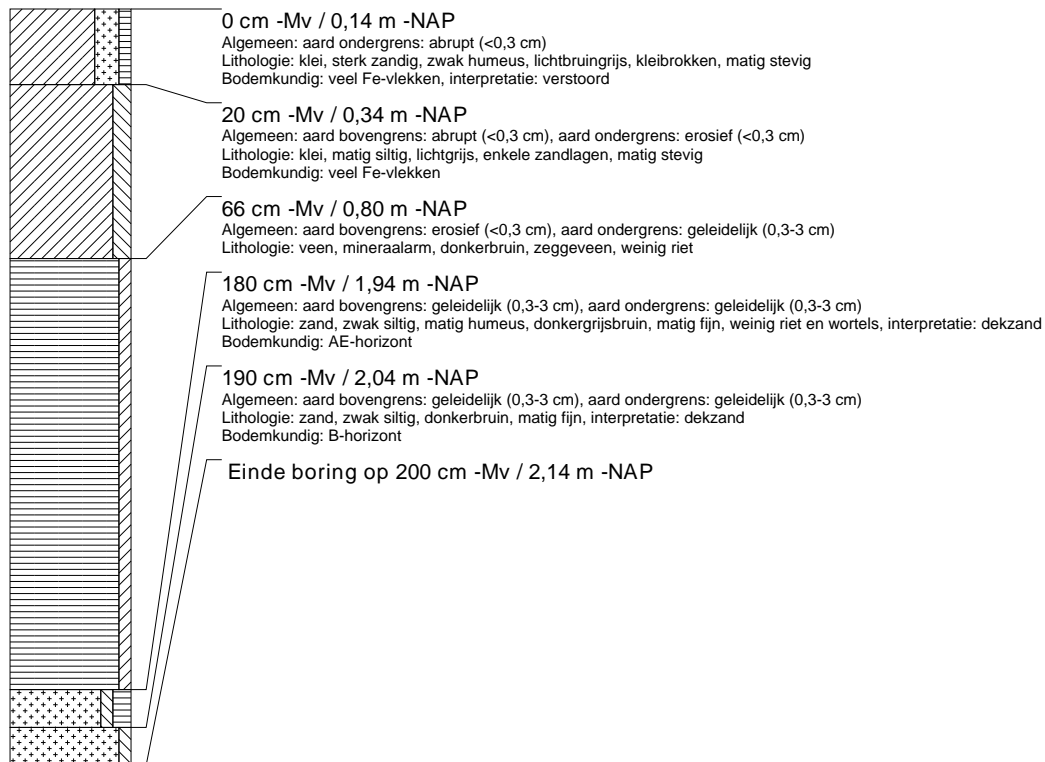 0 cm -Mv / 0,14 m -NAP
Algemeen: aard ondergrens: abrupt (<0,3 cm)
Lithologie: klei, sterk zandig, zwak humeus, lichtbruingrijs, kleibrokken, matig stevig
Bodemkundig: veel Fe-vlekken, interpretatie: verstoord
20 cm -Mv / 0,34 m -NAP
Algemeen: aard bovengrens: abrupt (<0,3 cm), aard ondergrens: erosief (<0,3 cm)
Lithologie: klei, matig siltig, lichtgrijs, enkele zandlagen, matig stevig
Bodemkundig: veel Fe-vlekken
66 cm -Mv / 0,80 m -NAP
Algemeen: aard bovengrens: erosief (<0,3 cm), aard ondergrens: geleidelijk (0,3-3 cm)
Lithologie: veen, mineraalarm, donkerbruin, zeggeveen, weinig riet
180 cm -Mv / 1,94 m -NAP
Algemeen: aard bovengrens: geleidelijk (0,3-3 cm), aard ondergrens: geleidelijk (0,3-3 cm)
Lithologie: zand, zwak siltig, matig humeus, donkergrijsbruin, matig fijn, weinig riet en wortels, interpretatie: dekzand
Bodemkundig: AE-horizont
190 cm -Mv / 2,04 m -NAP
Algemeen: aard bovengrens: geleidelijk (0,3-3 cm), aard ondergrens: geleidelijk (0,3-3 cm)
Lithologie: zand, zwak siltig, donkerbruin, matig fijn, interpretatie: dekzand
Bodemkundig: B-horizont
Einde boring op 200 cm -Mv / 2,14 m -NAP